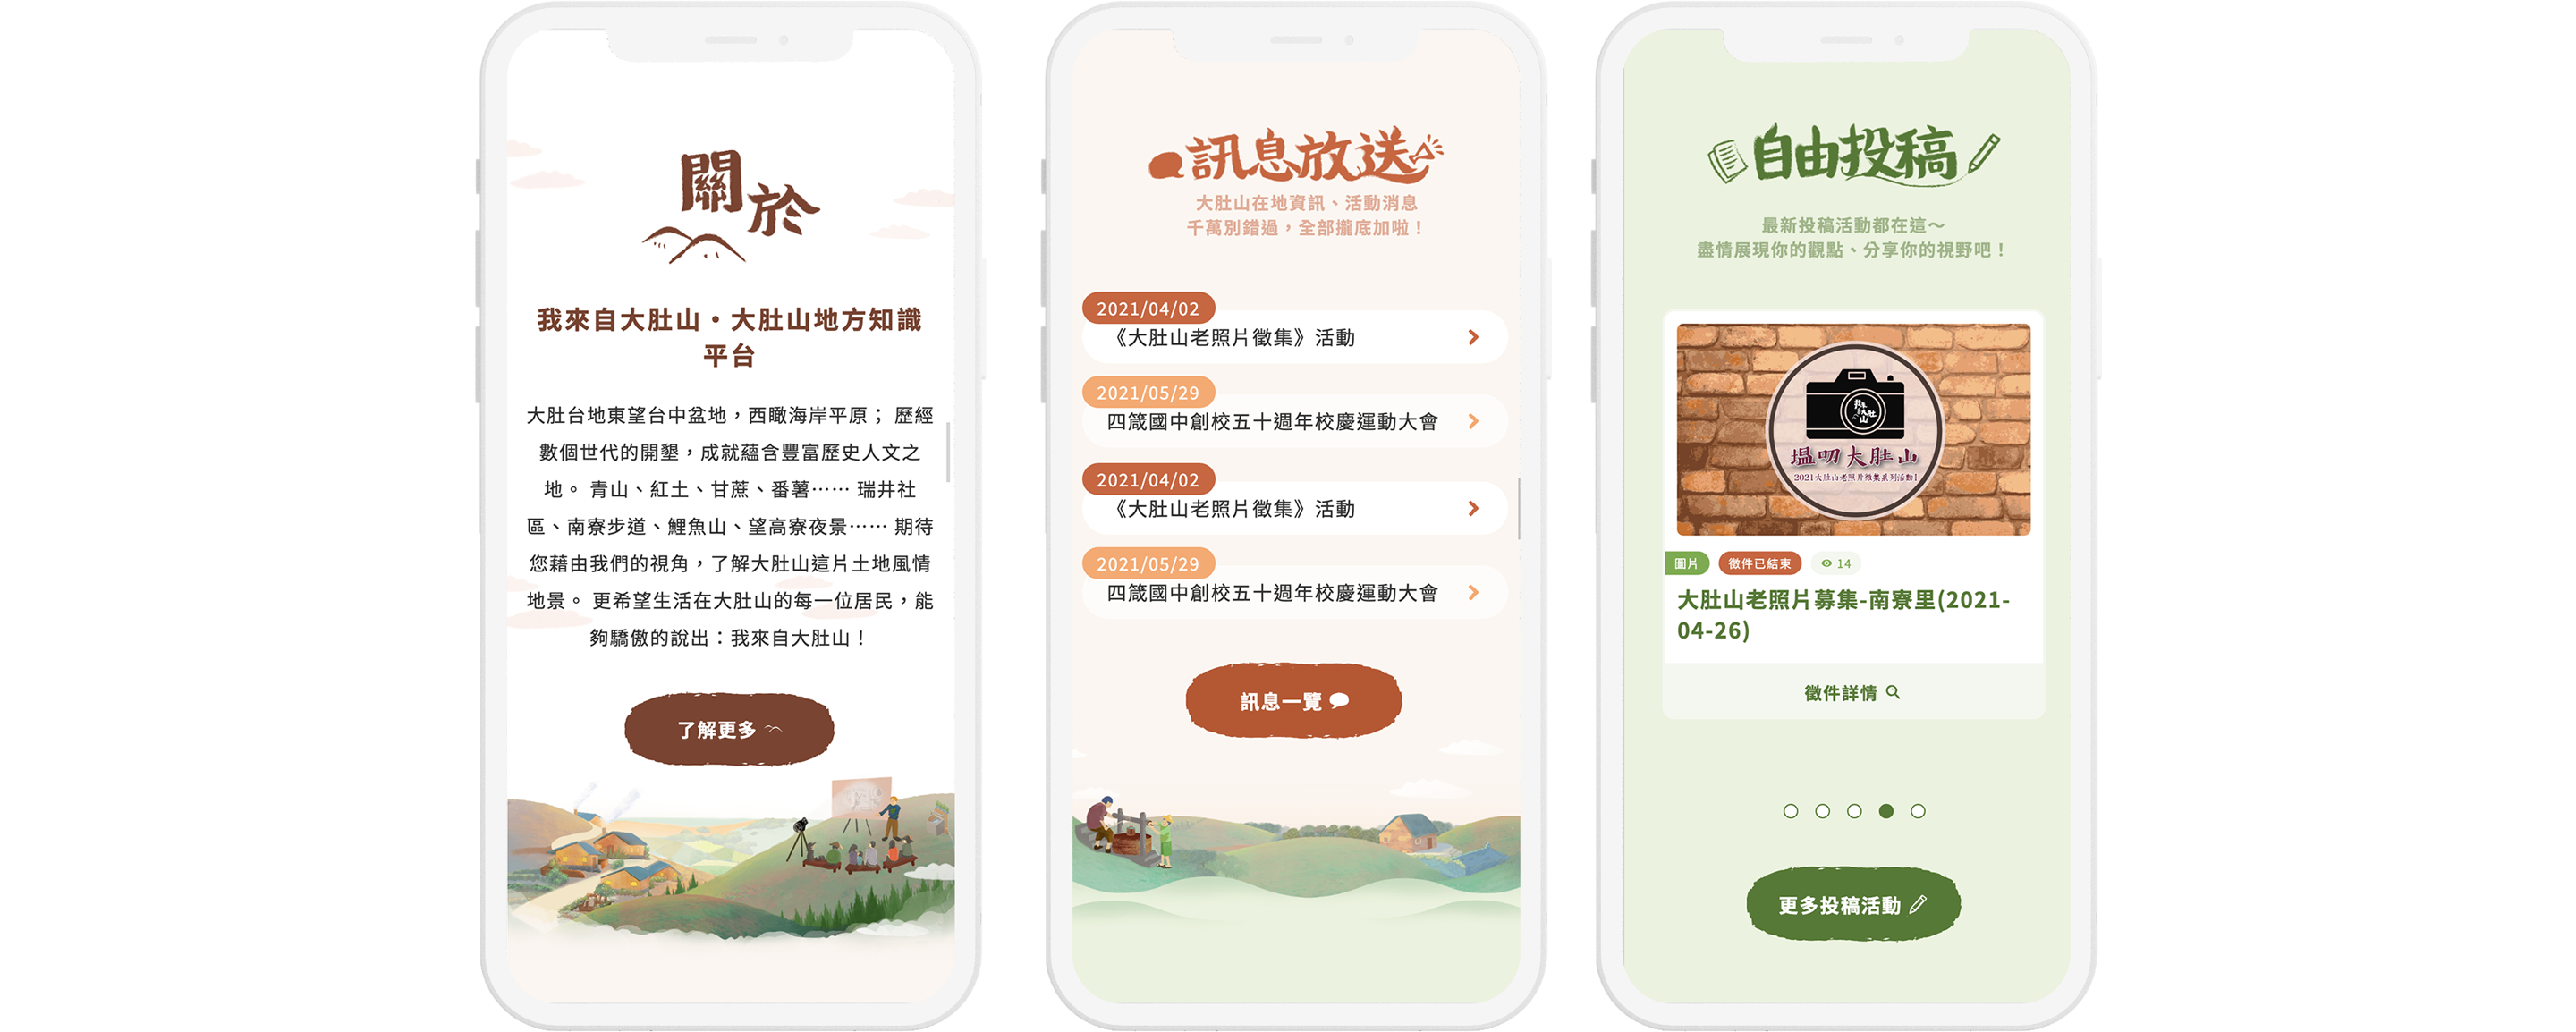 關於
我來自大肚山・大肚山地方知識
平台
大肚台地東望台中盆地，西瞰海岸平原； 歷經
數個世代的開墾，成就蘊含豐富歷史人文之
地。 青山、紅土、甘蔗、番薯⋯⋯ 瑞井社
區、南寮步道、鯉魚山、望高寮夜景⋯⋯ 期待
您藉由我們的視角，了解大肚山這片土地風情
地景。 更希望生活在大肚山的每一位居民，能
夠驕傲的說出：我來自大肚山！
了解更多
訊息放送
大肚山在地資訊、活動消息
千萬別錯過，全部攏底加啦！
2021/04/02
《大肚山老照片徵集》活動
2021/05/29
四箴國中創校五十週年校慶運動大會
2021/04/02
《大肚山老照片徵集》活動
2021/05/29
四箴國中創校五十週年校慶運動大會
訊息一覽
自由投稿
最新投稿活動都在這～
盡情展現你的觀點、分享你的視野吧！
我來自大肚山
塭叨大肚山
2021大肚山老照片徵集系列活動1
圖片
徵件已結束
14
大肚山老照片募集-南寮里(2021-
04-26)
徵件詳情
更多投稿活動